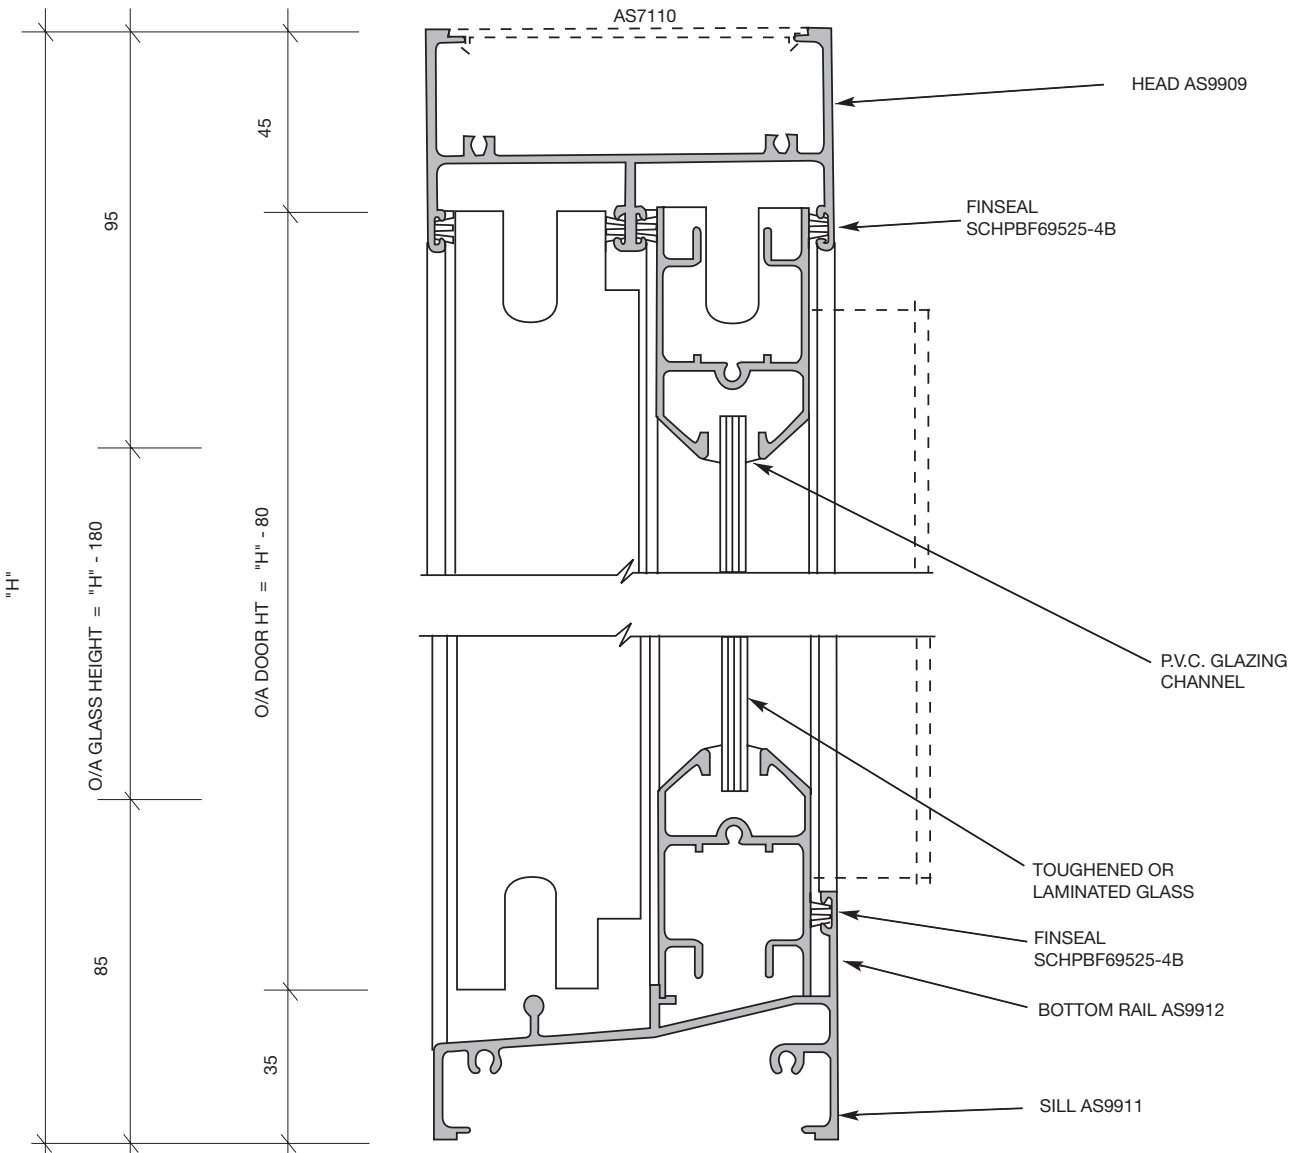 AS7110
HEAD AS9909
45
95
FINSEAL
SCHPBF69525-4B
"H"
O/A GLASS HEIGHT = "H" - 180
O/A DOOR HT = "H" - 80
P.V.C. GLAZING
CHANNEL
TOUGHENED OR
LAMINATED GLASS
FINSEAL
SCHPBF69525-4B
85
BOTTOM RAIL AS9912
35
SILL AS9911